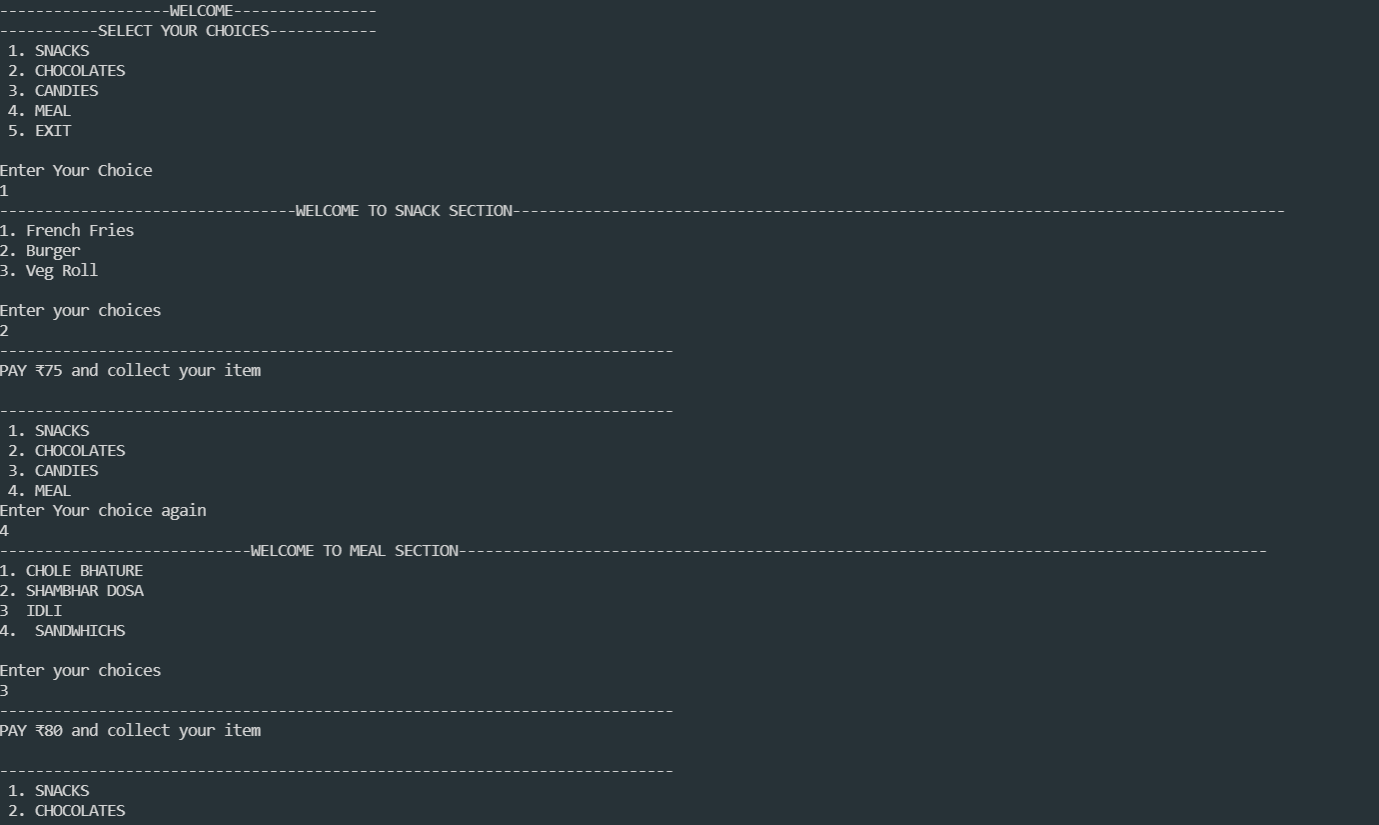 -------------------WELCOME----------------
-----------SELECT YOUR CHOICES------------
1. SNACKS
2. CHOCOLATES
3. CANDIES
4. MEAL
5. EXIT
Enter Your Choice
1
---------------------------------WELCOME TO SNACK SECTION--------------------------------------------------------------------------------------
1. French Fries
2. Burger
3. Veg Roll
Enter your choices
2
---------------------------------------------------------------------------
PAY ₹75 and collect your item
---------------------------------------------------------------------------
1. SNACKS
2. CHOCOLATES
3. CANDIES
4. MEAL
Enter Your choice again
4
----------------------------WELCOME TO MEAL SECTION------------------------------------------------------------------------------------------
1. CHOLE BHATURE
2. SHAMBHAR DOSA
3  IDLI
4.  SANDWHICHS
Enter your choices
3
---------------------------------------------------------------------------
PAY ₹80 and collect your item
---------------------------------------------------------------------------
1. SNACKS
2. CHOCOLATES